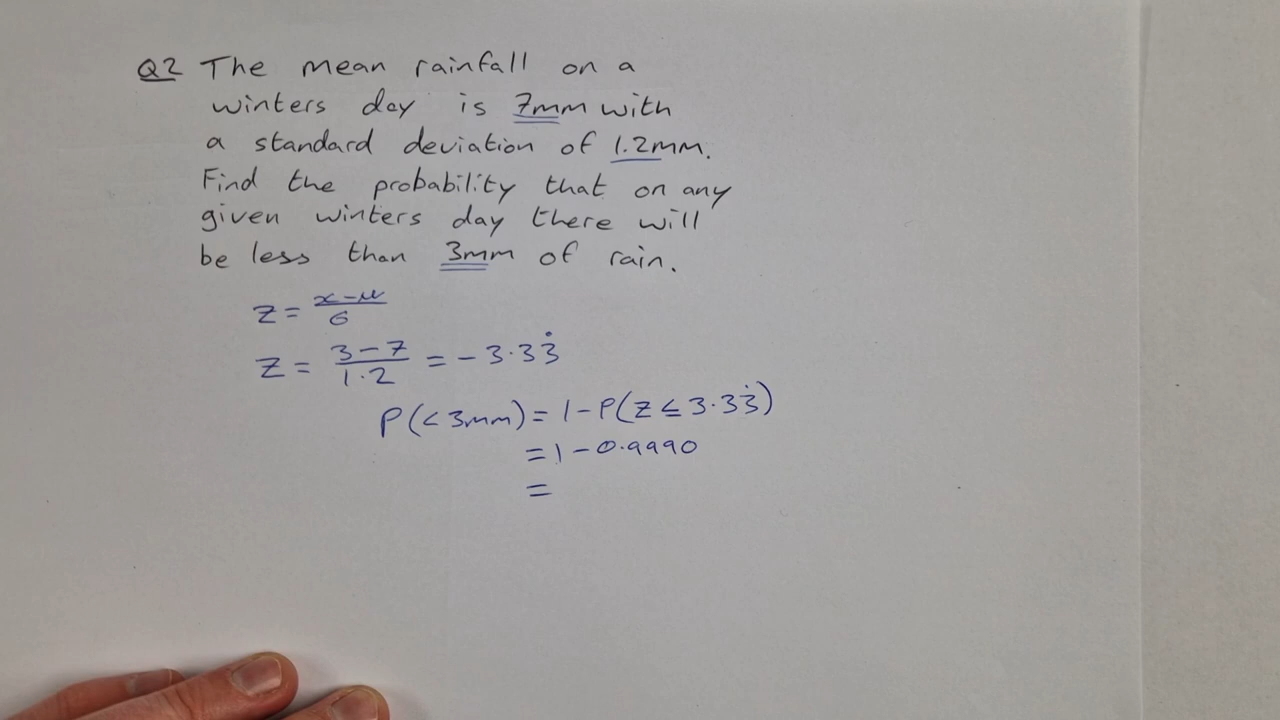 Q2 The mean rainfall on a
winters day is 7mm with
a standard deviation of 1.2mm.
Find the probability that on any
given winters day there will
be less than 3mm of rain.
z = (x-μ)/σ
z = (3-7)/1.2 = -3.33̇
P(<3mm) = 1-P(z≤3.33̇)
= 1-0.9990
=